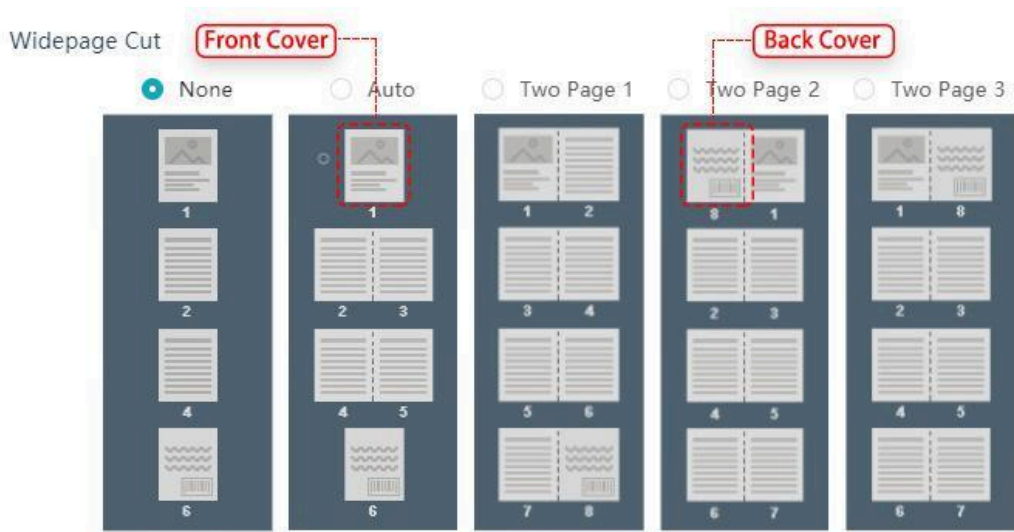 Widepage Cut Front Cover Back Cover
None Auto Two Page 1 Two Page 2 Two Page 3
1 1 1 2 8 1 1 8
2 2 3 3 4 2 3 2 3
4 4 5 5 6 4 5 4 5
6 6 7 8 6 7 6 7